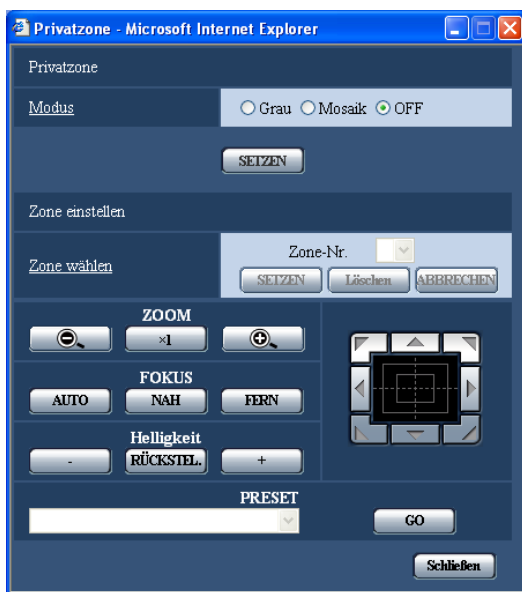 Privatzone - Microsoft Internet Explorer
Privatzone
Modus Grau Mosaik OFF
SETZEN
Zone einstellen
Zone wählen Zone-Nr.
SETZEN Löschen ABBRECHEN
ZOOM
×1
FOKUS
AUTO NAH FERN
Helligkeit
- RÜCKSTEL. +
PRESET
GO
Schließen